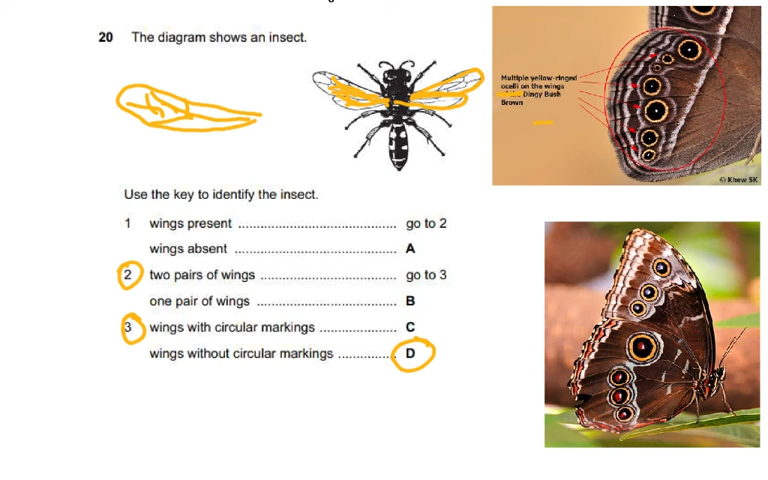 20 The diagram shows an insect.
Multiple yellow-ringed
ocelli on the wings
Dingy Bush
Brown
© Khew SK
Use the key to identify the insect.
1 wings present ................................................ go to 2
wings absent ................................................. A
2 two pairs of wings ......................................... go to 3
one pair of wings .......................................... B
3 wings with circular markings ....................... C
wings without circular markings ................ D